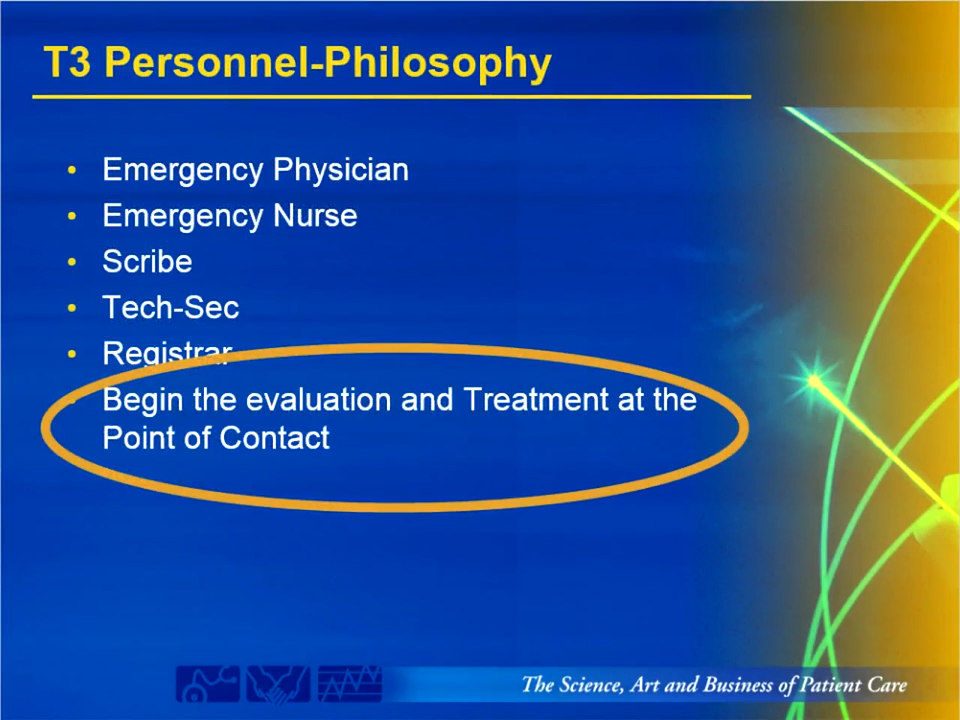 T3 Personnel-Philosophy
• Emergency Physician
• Emergency Nurse
• Scribe
• Tech-Sec
• Registrar
• Begin the evaluation and Treatment at the
Point of Contact
The Science, Art and Business of Patient Care